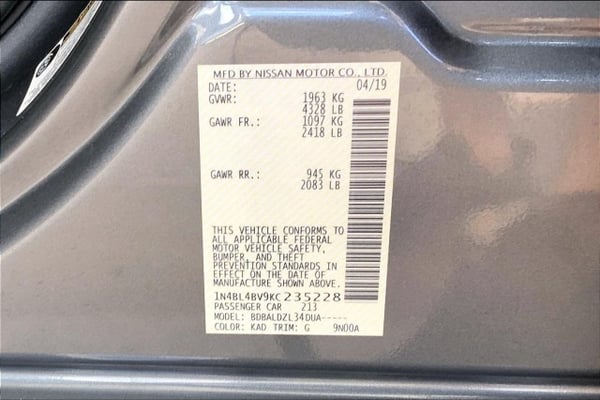 MFD BY NISSAN MOTOR CO., LTD.
DATE: 04/19
GVWR: 1963 KG
4328 LB
GAWR FR.: 1097 KG
2418 LB
GAWR RR.: 945 KG
2083 LB
THIS VEHICLE CONFORMS TO
ALL APPLICABLE FEDERAL
MOTOR VEHICLE SAFETY,
BUMPER, AND THEFT
PREVENTION STANDARDS IN
EFFECT ON THE DATE OF
MANUFACTURE SHOWN ABOVE.
1N4BL4BV9KC235228
PASSENGER CAR 213
MODEL: BDBALDZL34DUA-----
COLOR: KAD TRIM: G 9N00A